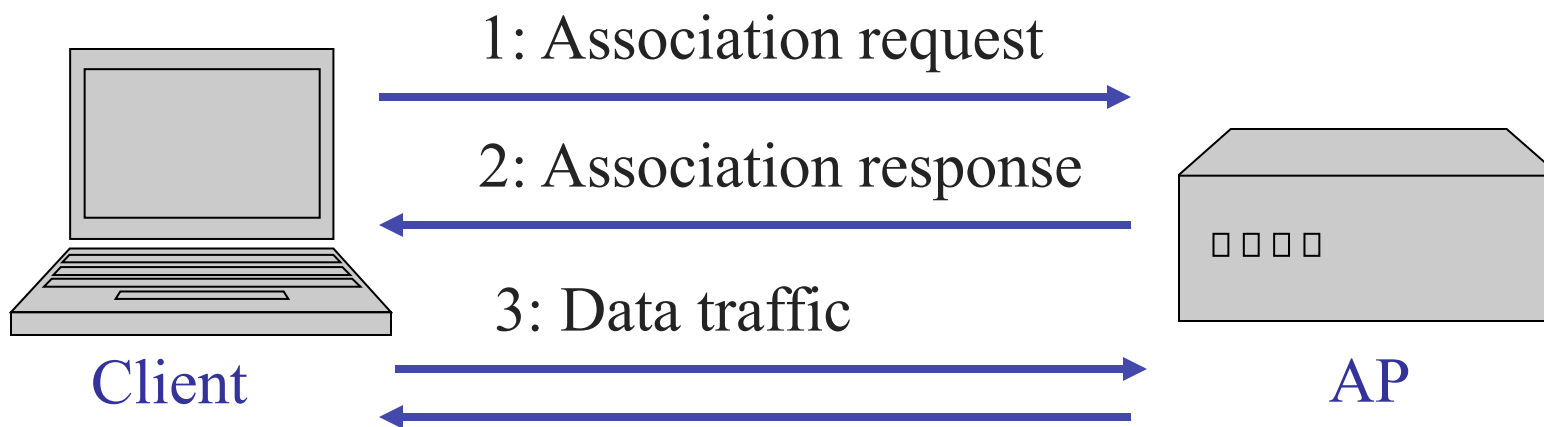 1: Association request
2: Association response
3: Data traffic
Client
AP